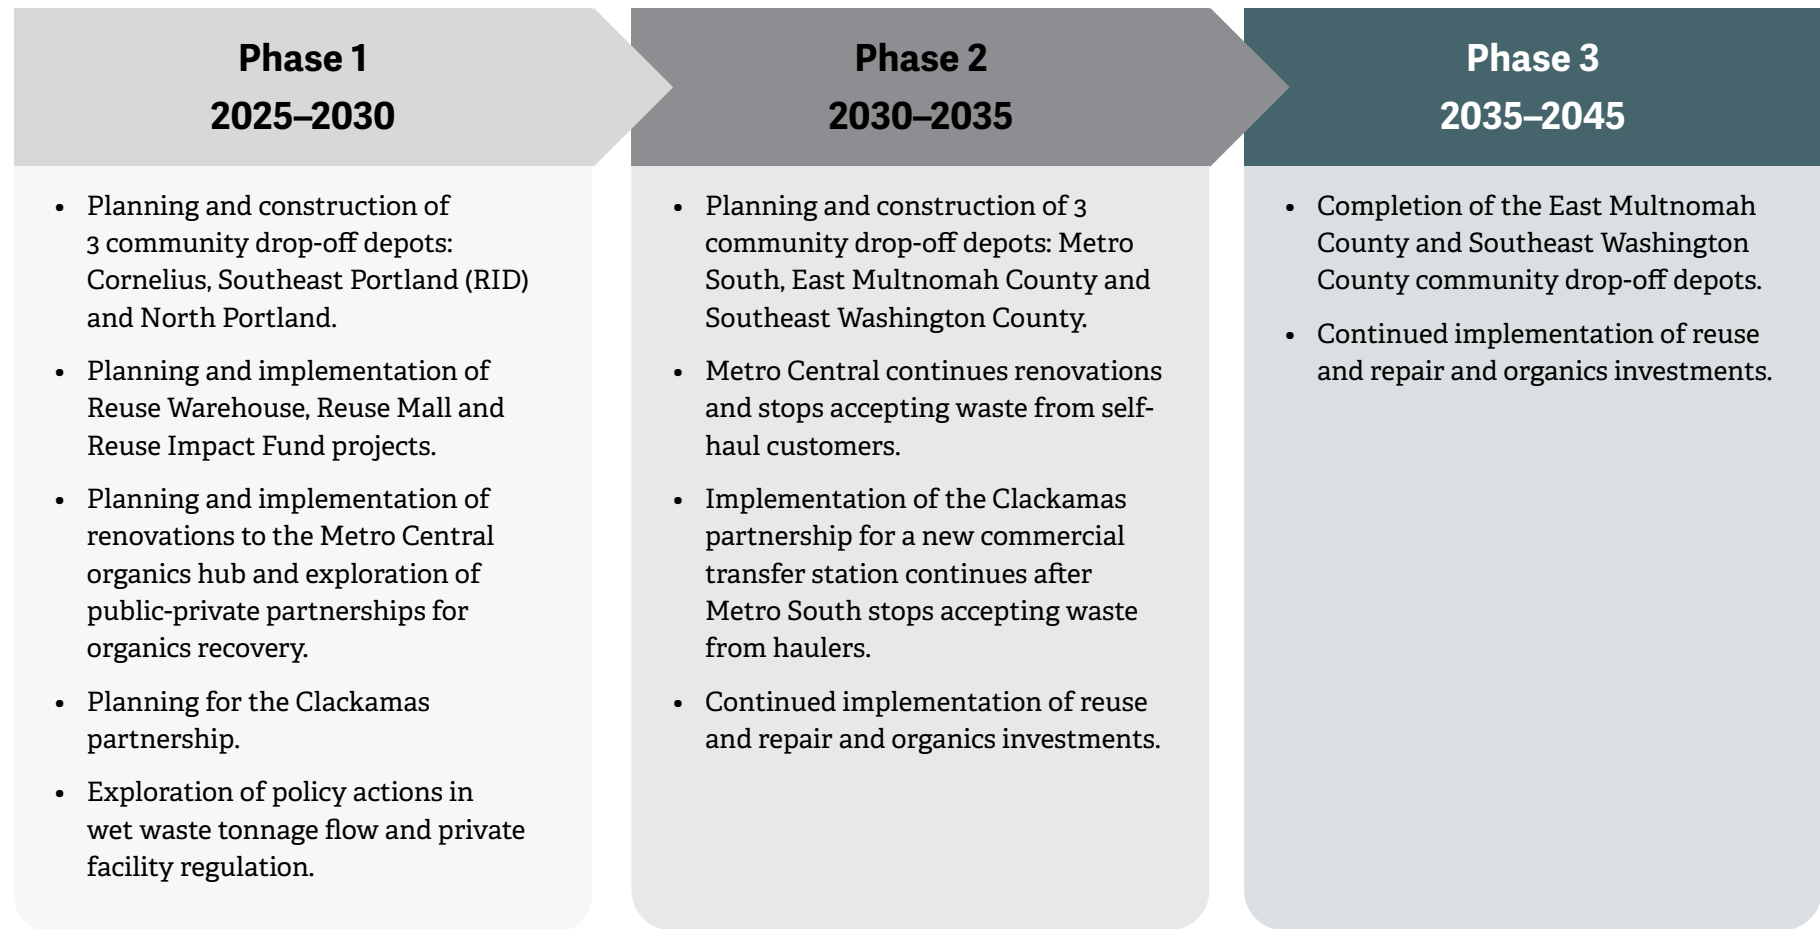 Phase 1
2025–2030
• Planning and construction of
3 community drop-off depots:
Cornelius, Southeast Portland (RID)
and North Portland.
• Planning and implementation of
Reuse Warehouse, Reuse Mall and
Reuse Impact Fund projects.
• Planning and implementation of
renovations to the Metro Central
organics hub and exploration of
public-private partnerships for
organics recovery.
• Planning for the Clackamas
partnership.
• Exploration of policy actions in
wet waste tonnage flow and private
facility regulation.
Phase 2
2030–2035
• Planning and construction of 3
community drop-off depots: Metro
South, East Multnomah County and
Southeast Washington County.
• Metro Central continues renovations
and stops accepting waste from self-
haul customers.
• Implementation of the Clackamas
partnership for a new commercial
transfer station continues after
Metro South stops accepting waste
from haulers.
• Continued implementation of reuse
and repair and organics investments.
Phase 3
2035–2045
• Completion of the East Multnomah
County and Southeast Washington
County community drop-off depots.
• Continued implementation of reuse
and repair and organics investments.